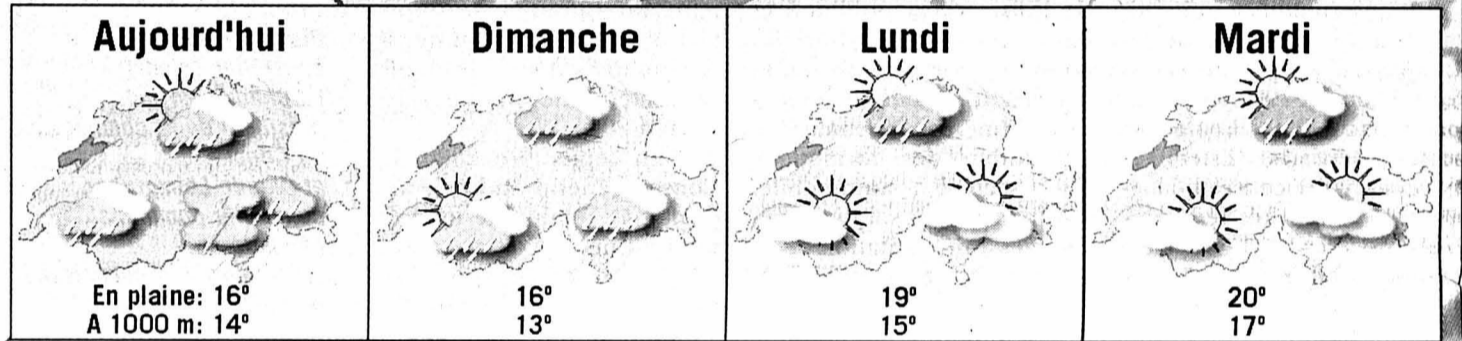 Aujourd'hui
En plaine: 16°
A 1000 m: 14°
Dimanche
16°
13°
Lundi
19°
15°
Mardi
20°
17°